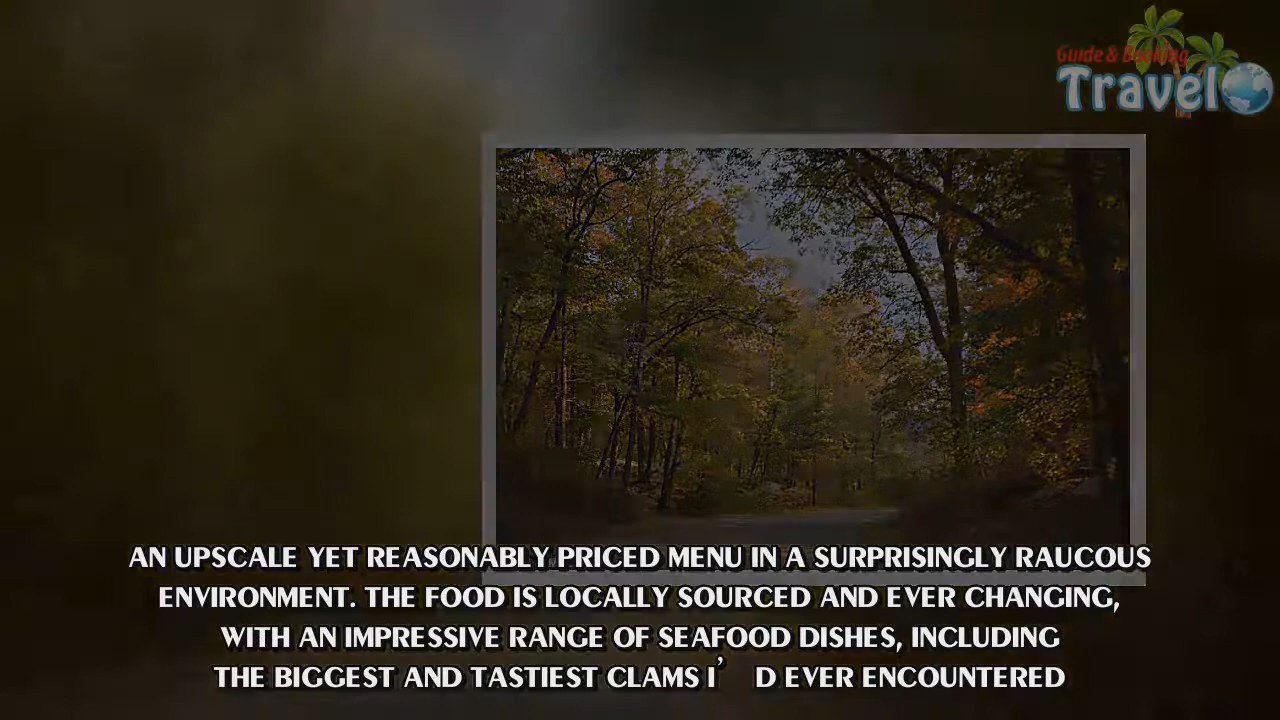 Guide & Booking
Travel
AN UPSCALE YET REASONABLY PRICED MENU IN A SURPRISINGLY RAUCOUS
ENVIRONMENT. THE FOOD IS LOCALLY SOURCED AND EVER CHANGING,
WITH AN IMPRESSIVE RANGE OF SEAFOOD DISHES, INCLUDING
THE BIGGEST AND TASTIEST CLAMS I’ D EVER ENCOUNTERED